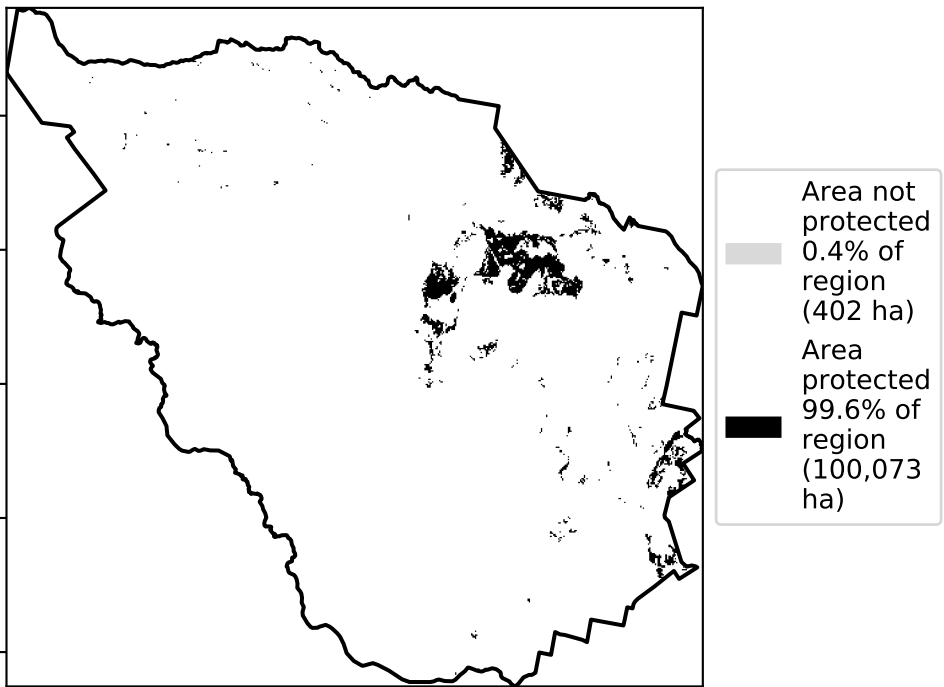 Area not
protected
0.4% of
region
(402 ha)
Area
protected
99.6% of
region
(100,073
ha)